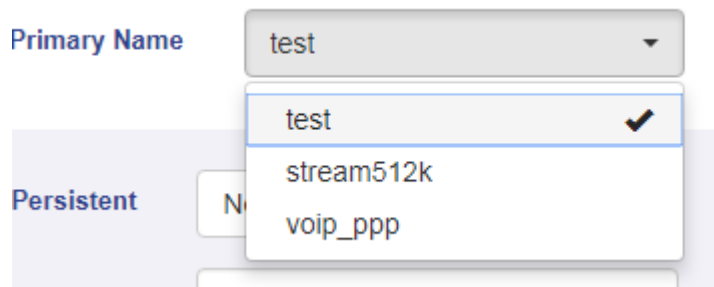 Primary Name
test
test
stream512k
Persistent
voip_ppp